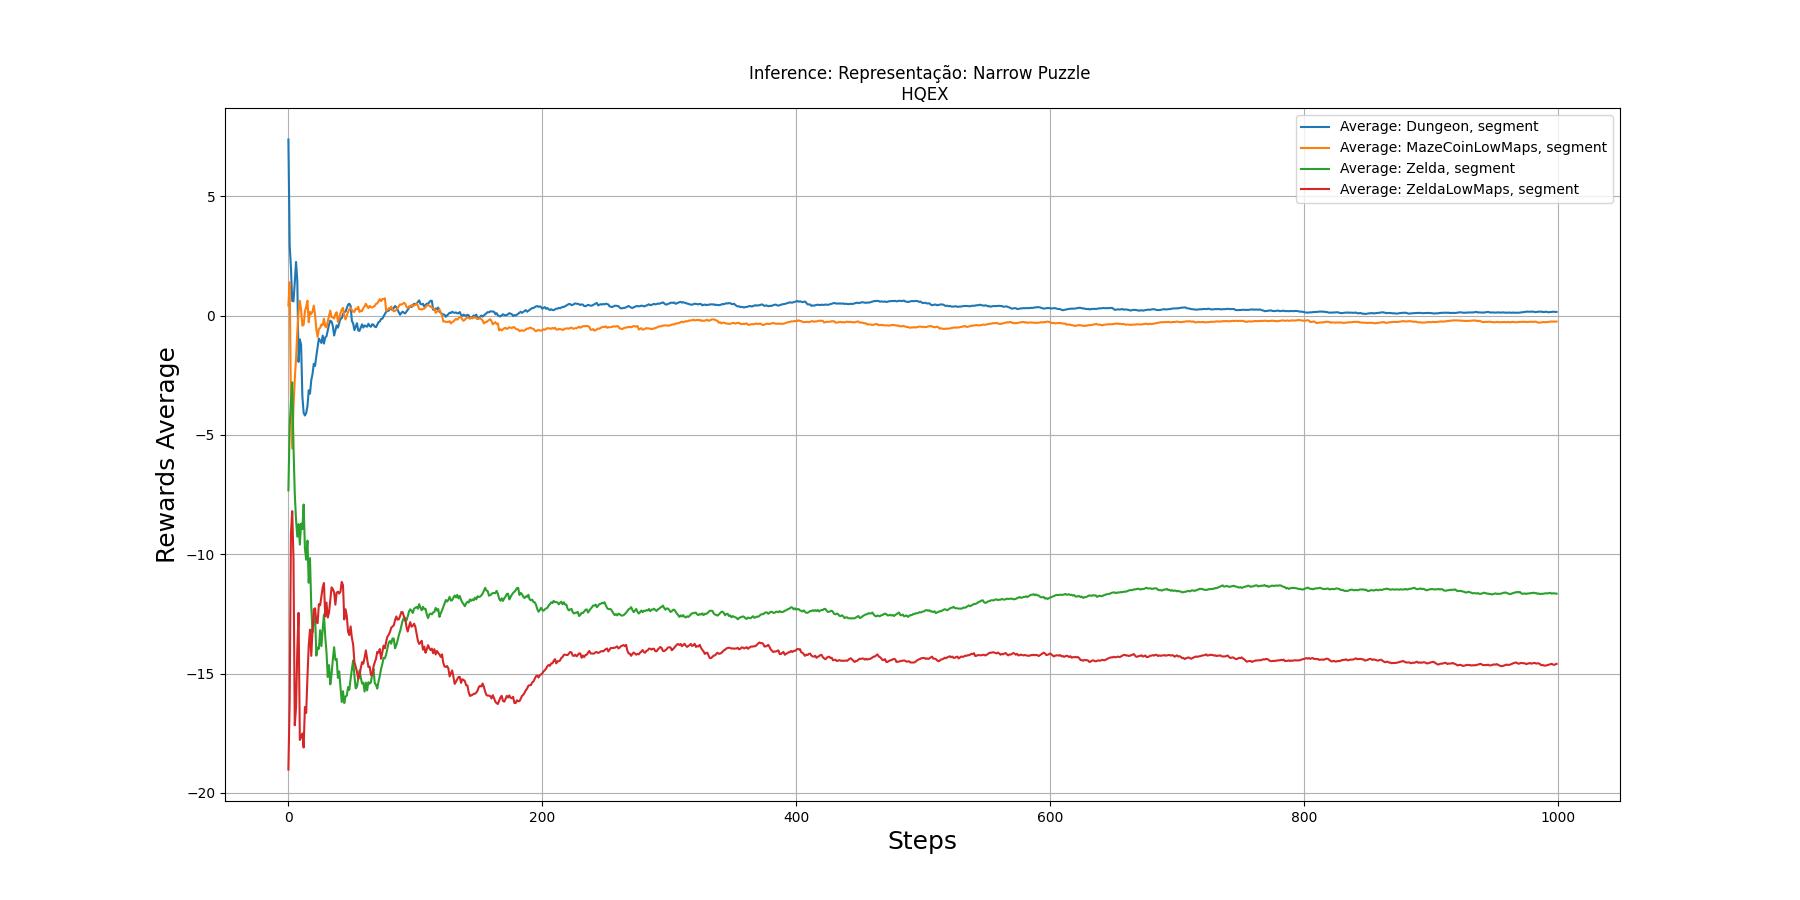 Inference: Representação: Narrow Puzzle
HQEX
Average: Dungeon, segment
Average: MazeCoinLowMaps, segment
Average: Zelda, segment
Average: ZeldaLowMaps, segment
Rewards Average
5
0
−5
−10
−15
−20
0
200
400
600
800
1000
Steps